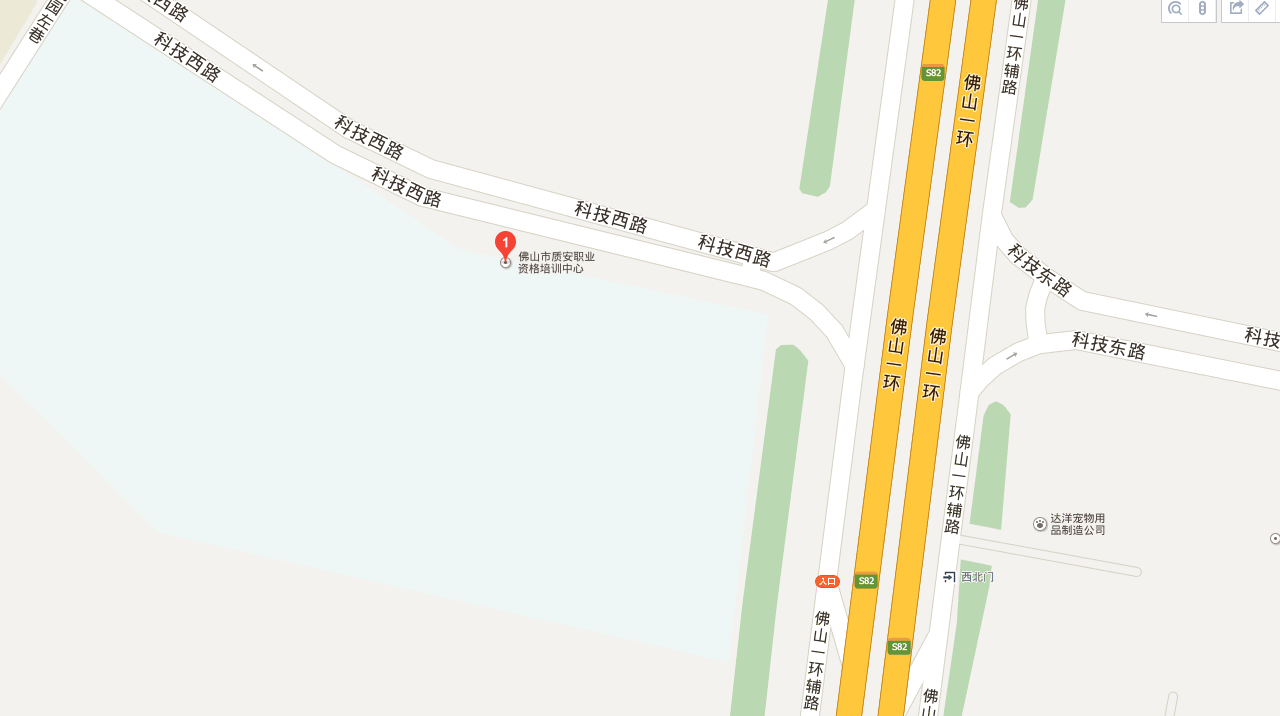 园左巷
技西路
科技西路
科技西路
科技西路
科技西路
科技西路
1
佛山市质安职业
资格培训中心
S82
佛山一环
佛山一环辅路
科技东路
科技东路
科技
佛山一环
佛山一环
佛山一环辅路
达洋宠物用
品制造公司
西北门
入口
S82
佛山一环辅路
S82
佛山